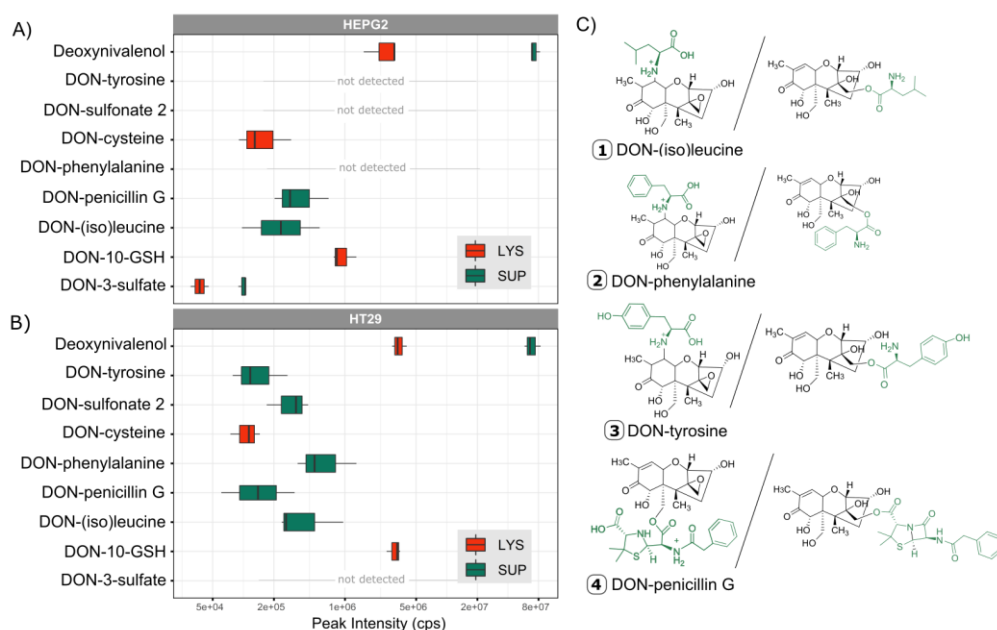 A)
HEPG2
Deoxynivalenol
DON-tyrosine
not detected
DON-sulfonate 2
not detected
DON-cysteine
DON-phenylalanine
not detected
DON-penicillin G
DON-(iso)leucine
DON-10-GSH
DON-3-sulfate
LYS
SUP
B)
HT29
Deoxynivalenol
DON-tyrosine
DON-sulfonate 2
DON-cysteine
DON-phenylalanine
DON-penicillin G
DON-(iso)leucine
DON-10-GSH
DON-3-sulfate
not detected
LYS
SUP
5e+04 2e+05 1e+06 5e+06 2e+07 8e+07
Peak Intensity (cps)
C)
1 DON-(iso)leucine
2 DON-phenylalanine
3 DON-tyrosine
4 DON-penicillin G